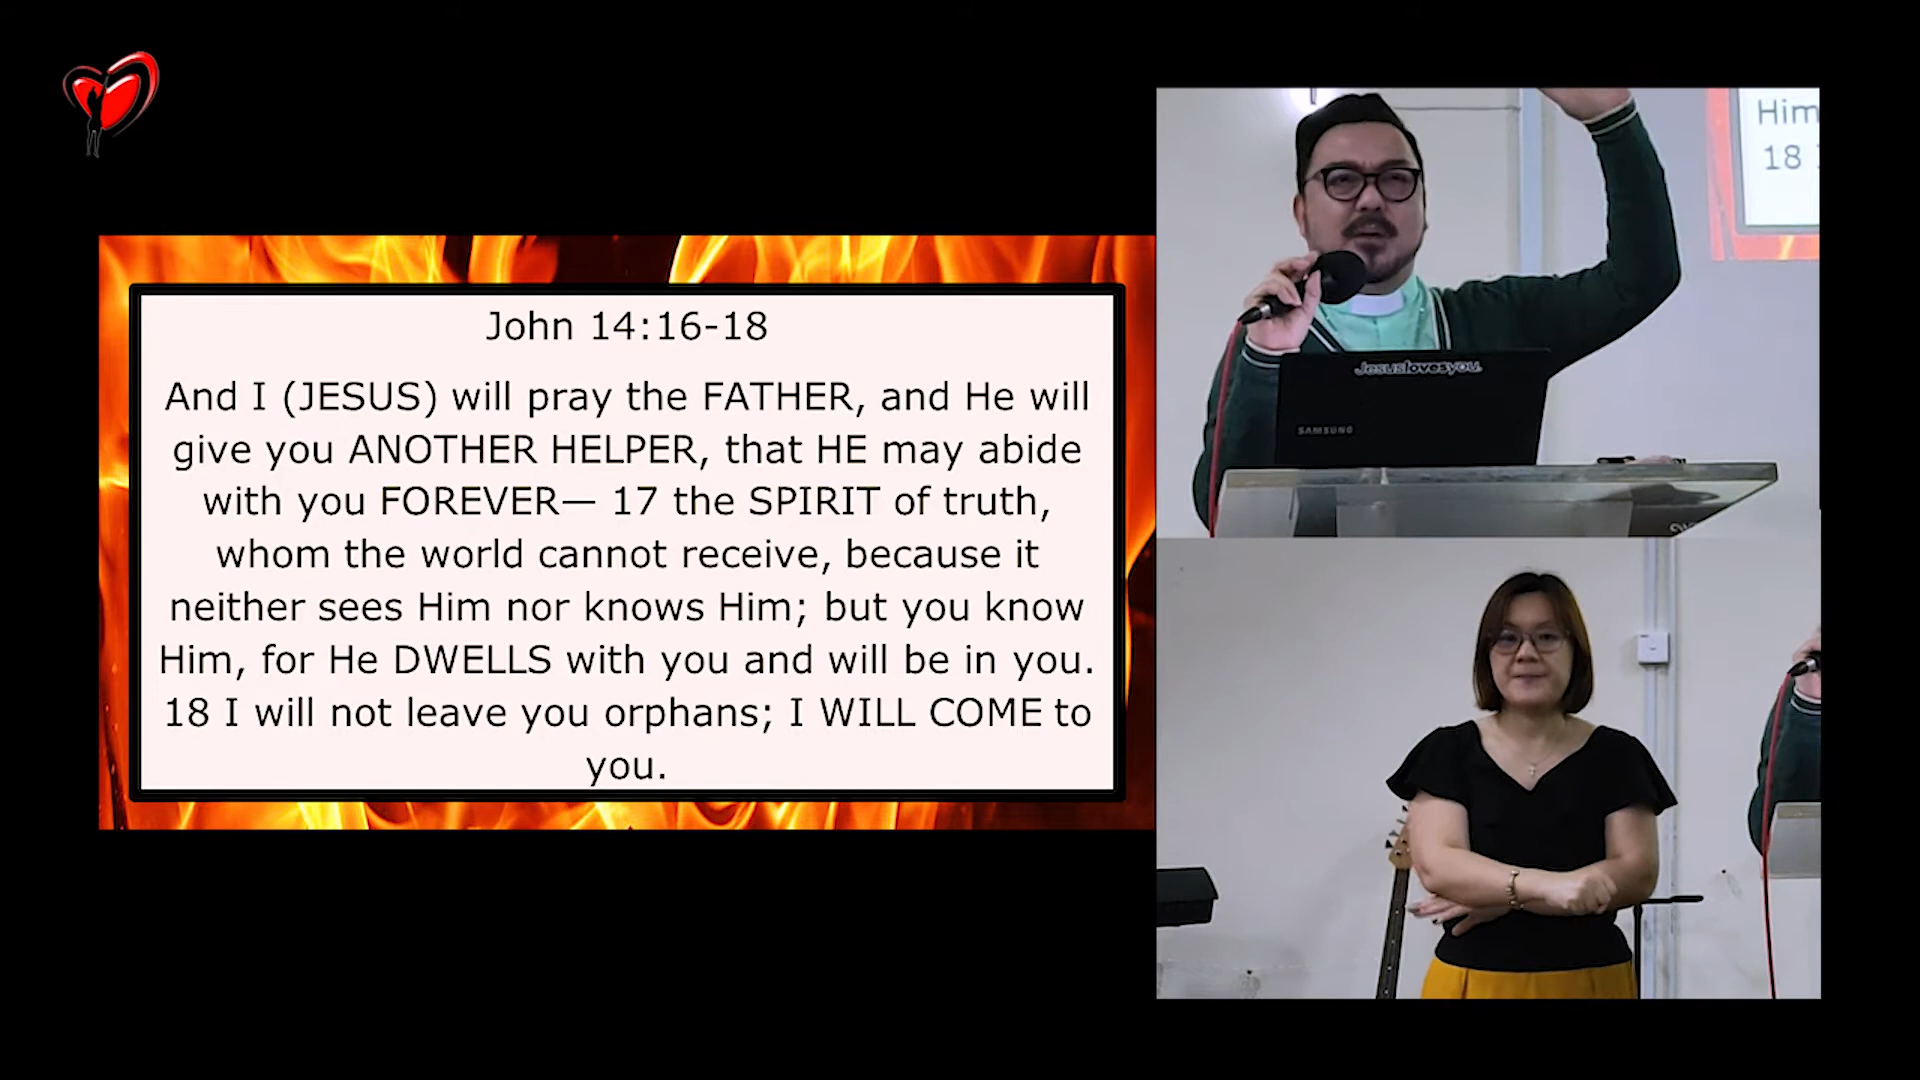 John 14:16-18
And I (JESUS) will pray the FATHER, and He will
give you ANOTHER HELPER, that HE may abide
with you FOREVER— 17 the SPIRIT of truth,
whom the world cannot receive, because it
neither sees Him nor knows Him; but you know
Him, for He DWELLS with you and will be in you.
18 I will not leave you orphans; I WILL COME to
you.
Him
18
Jesuslovesyou.
SAMSUNG